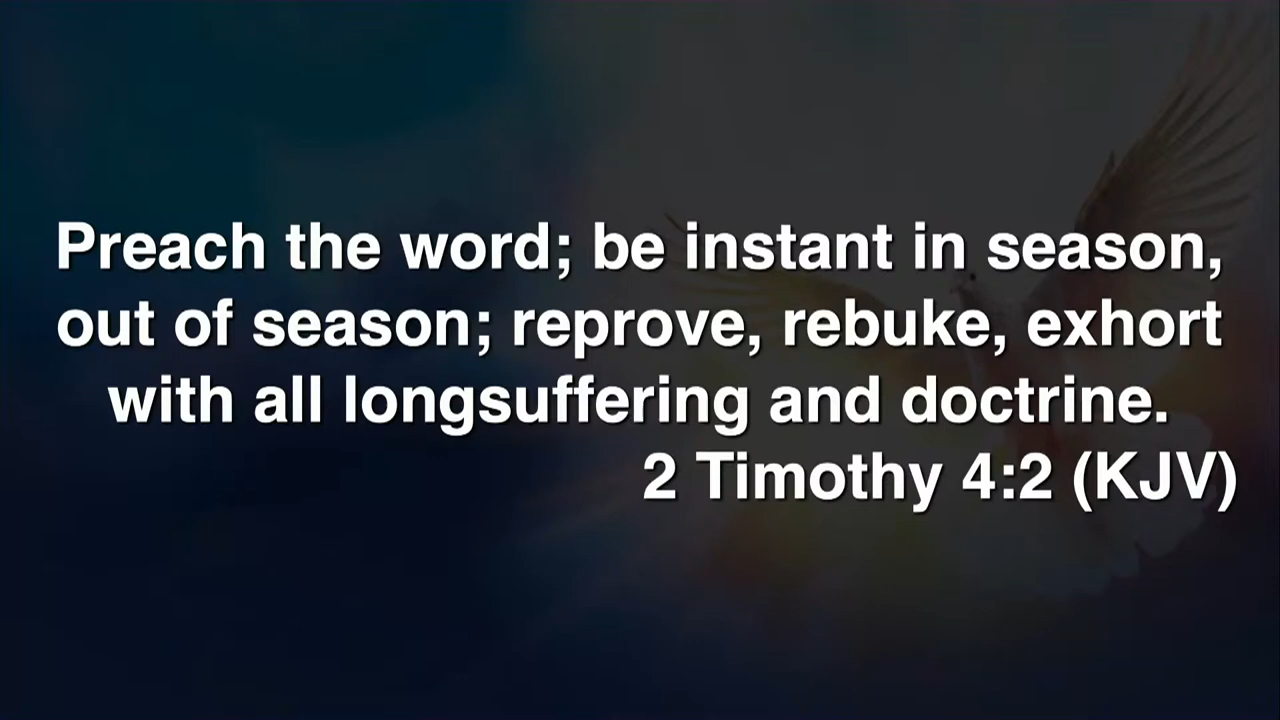 Preach the word; be instant in season,
out of season; reprove, rebuke, exhort
with all longsuffering and doctrine.
2 Timothy 4:2 (KJV)